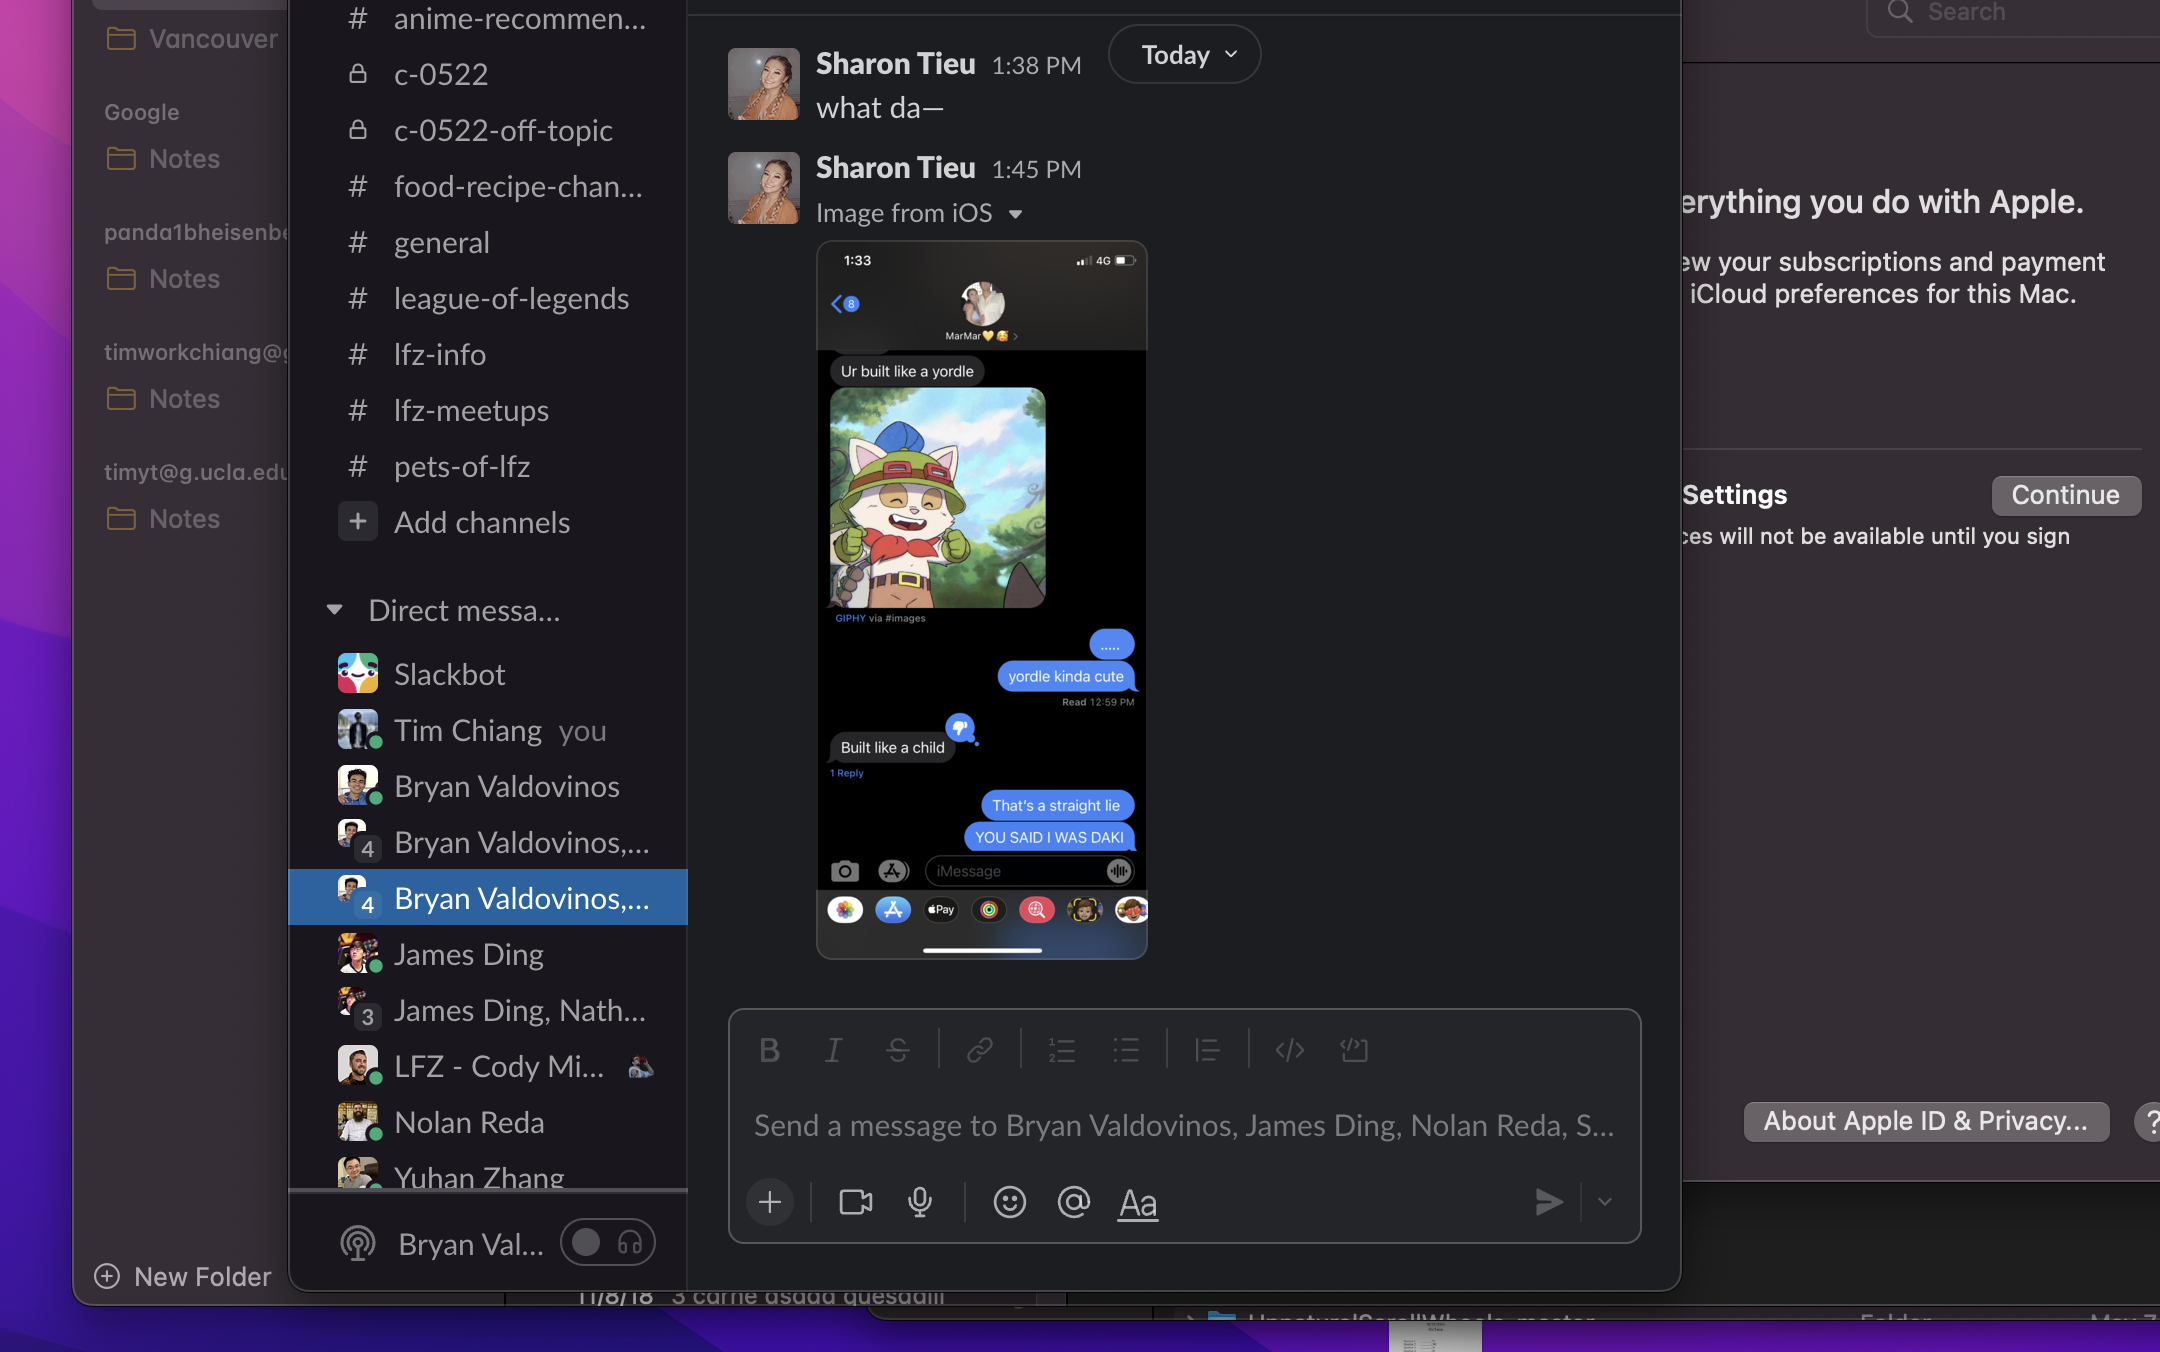 Vancouver
Google
Notes
panda1bheisenbe
Notes
timworkchiang@g
Notes
timyt@g.ucla.edu
Notes
New Folder
# anime-recommen...
c-0522
c-0522-off-topic
# food-recipe-chan...
# general
# league-of-legends
# lfz-info
# lfz-meetups
# pets-of-lfz
+ Add channels
Direct messa...
Slackbot
Tim Chiang you
Bryan Valdovinos
4 Bryan Valdovinos,...
4 Bryan Valdovinos,...
James Ding
3 James Ding, Nath...
LFZ - Cody Mi...
Nolan Reda
Yuhan Zhang
Bryan Val...
Today
Sharon Tieu 1:38 PM
what da—
Sharon Tieu 1:45 PM
Image from iOS
1:33 4G
8
MarMar💛🥰 >
Ur built like a yordle
GIPHY via #images
.....
yordle kinda cute
Read 12:59 PM
Built like a child
1 Reply
That's a straight lie
YOU SAID I WAS DAKI
iMessage
Pay
B I S
Send a message to Bryan Valdovinos, James Ding, Nolan Reda, S...
Aa
Search
erything you do with Apple.
ew your subscriptions and payment
iCloud preferences for this Mac.
Settings
Continue
ces will not be available until you sign
About Apple ID & Privacy...
?
11/8/18 3 carne asada quesadill
UnnaturalScrollWheels-master
Folder
May 7